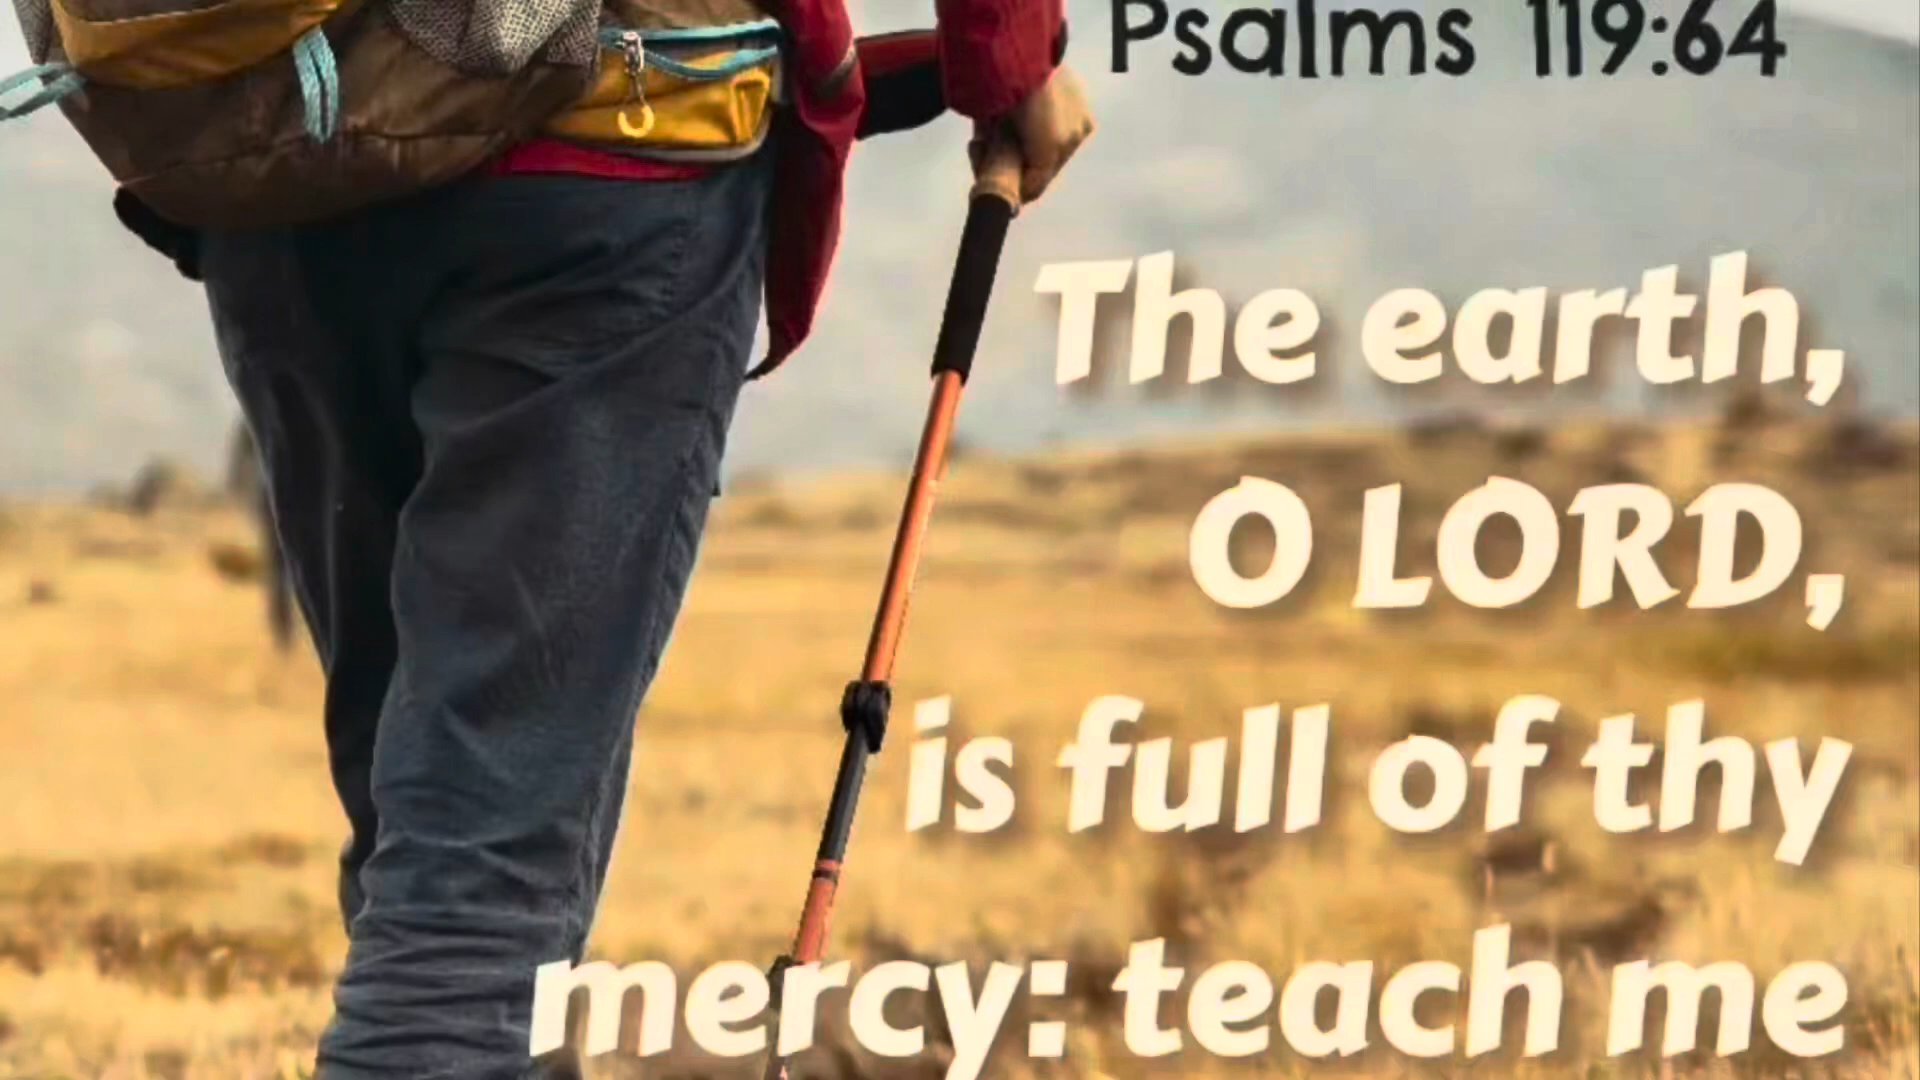 Psalms 119:64
The earth,
O LORD,
is full of thy
mercy: teach me